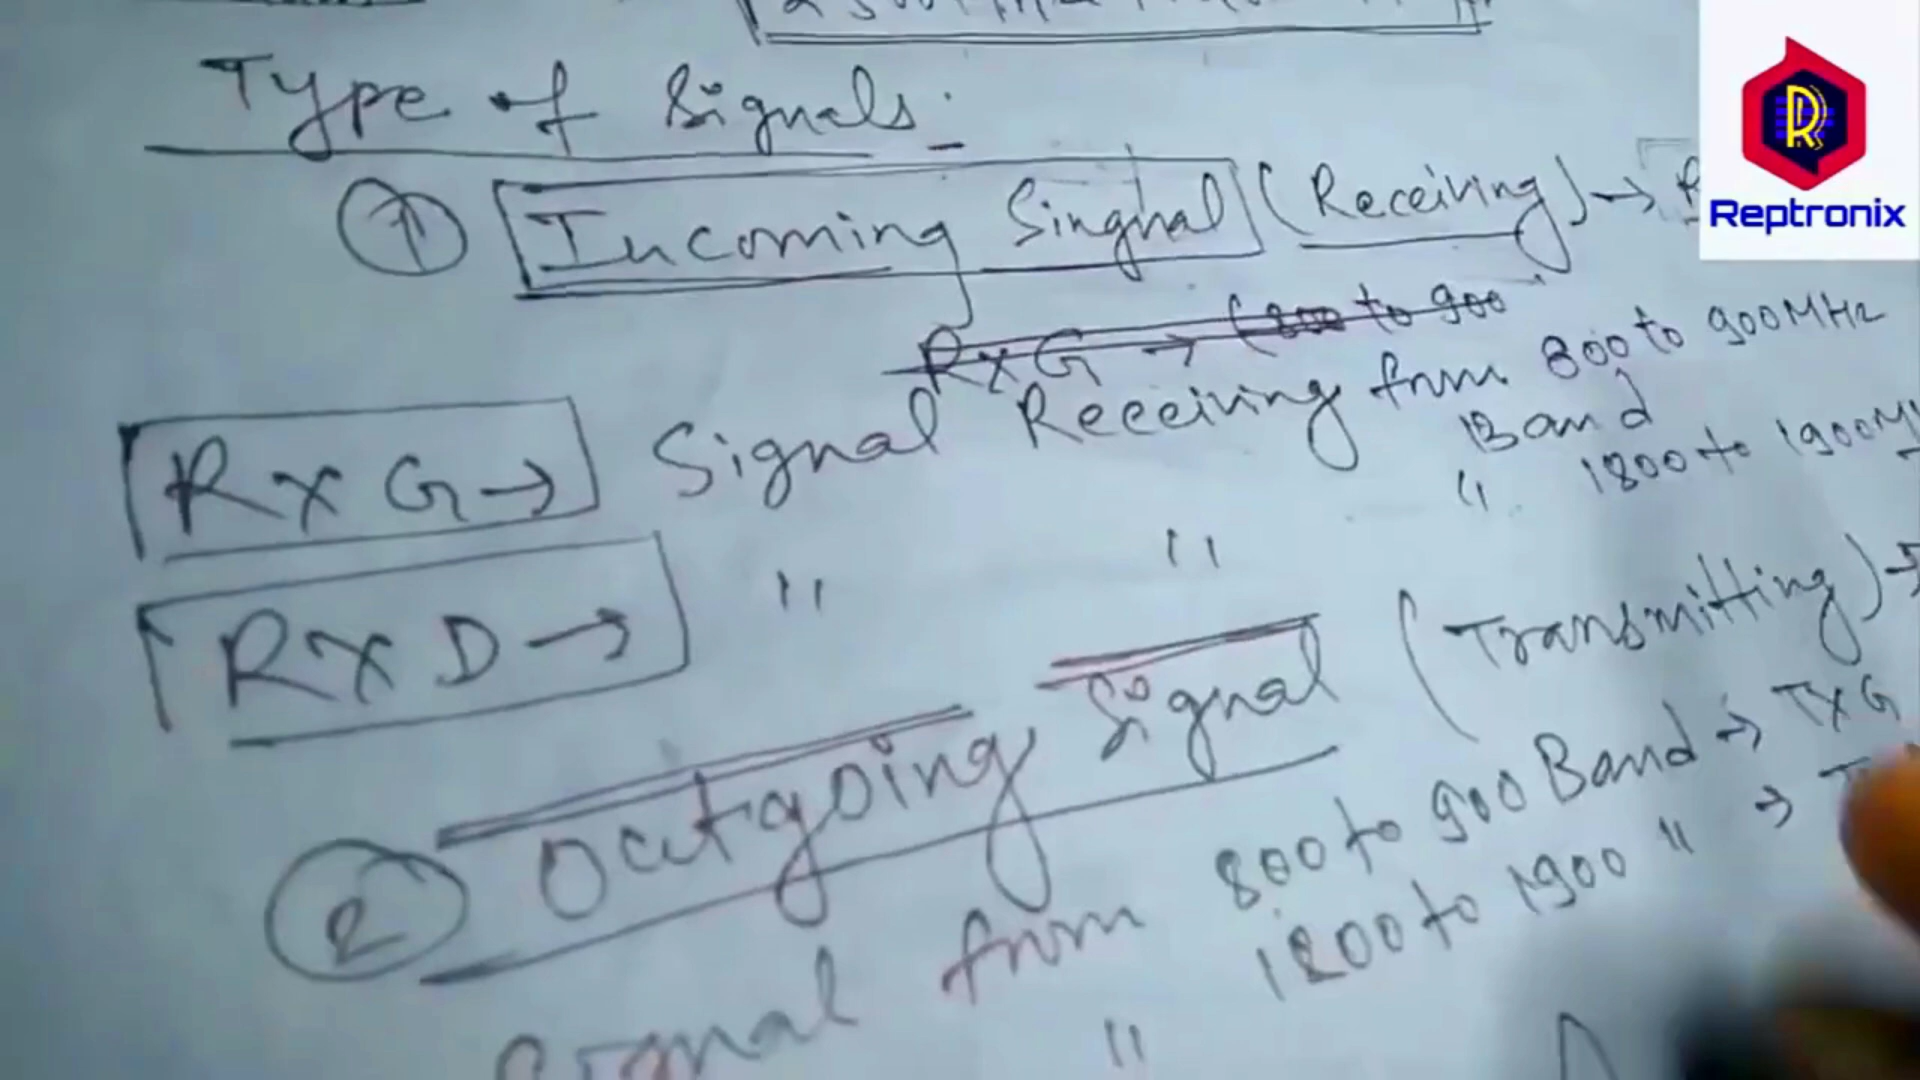 Type of Signals:
① Incoming Singnal (Receiving) →
RXG → (800 to 900
RXG → Signal Receiving from 800 to 900MHz
Band
RXD → " " " 1800 to 1900M
② Outgoing Signal (Transmitting) →
Signal from 800 to 900 Band → TXG
" 1800 to 1900 " →
Reptronix